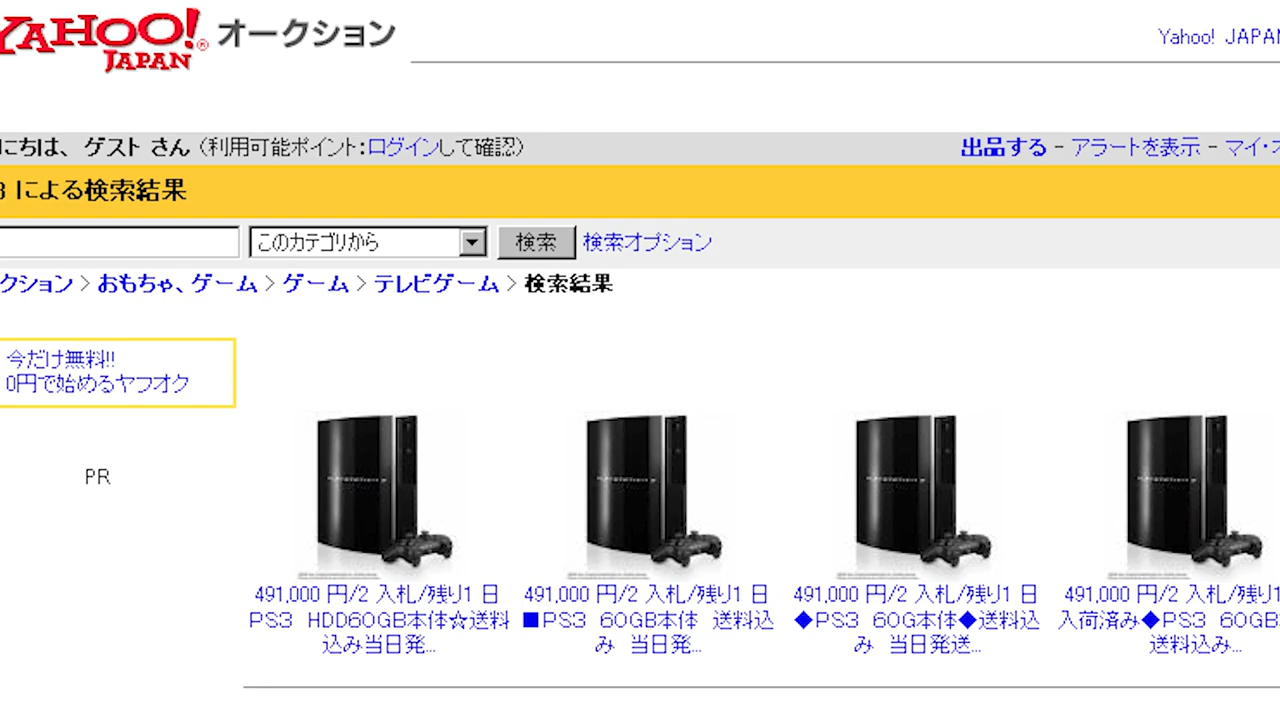 YAHOO!® オークション
JAPAN
Yahoo! JAPAN
にちは、ゲスト さん (利用可能ポイント:ログインして確認)
出品する - アラートを表示 - マイ・オ
3 による検索結果
このカテゴリから
検索
検索オプション
クション > おもちゃ、ゲーム > ゲーム > テレビゲーム > 検索結果
今だけ無料!!
0円で始めるヤフオク
PR
491,000 円/2 入札/残り1 日
PS3 HDD60GB本体☆送料
込み当日発...
491,000 円/2 入札/残り1 日
■PS3 60GB本体 送料込
み 当日発...
491,000 円/2 入札/残り1 日
◆PS3 60G本体◆送料込
み 当日発送...
491,000 円/2 入札/残り1
入荷済み◆PS3 60GB
送料込み...